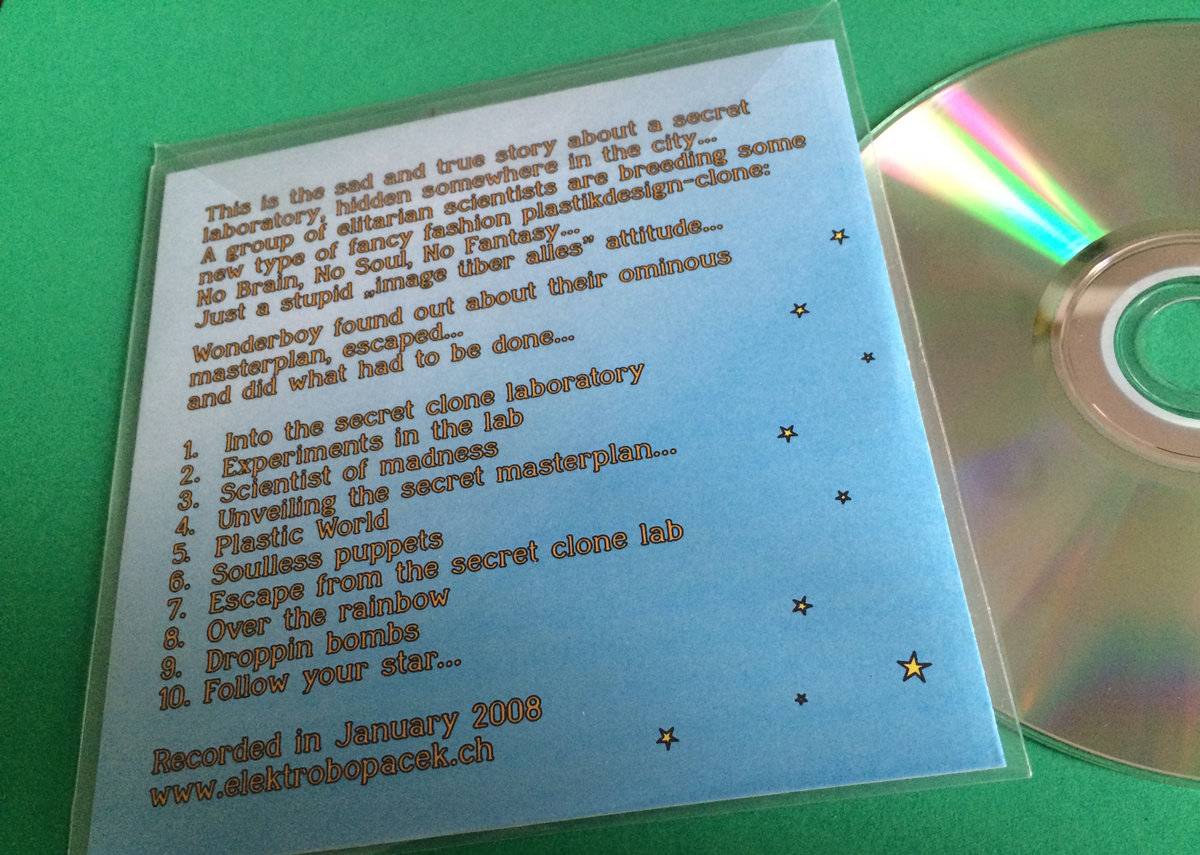 This is the sad and true story about a secret
laboratory, hidden somewhere in the city...
A group of elitarian scientists are breeding some
new type of fancy fashion plastikdesign-clone:
No Brain, No Soul, No Fantasy...
Just a stupid „image über alles” attitude...
Wonderboy found out about their ominous
masterplan, escaped...
and did what had to be done...
1. Into the secret clone laboratory
2. Experiments in the lab
3. Scientist of madness
4. Unveiling the secret masterplan...
5. Plastic World
6. Soulless puppets
7. Escape from the secret clone lab
8. Over the rainbow
9. Droppin bombs
10. Follow your star...
Recorded in January 2008
www.elektrobopacek.ch